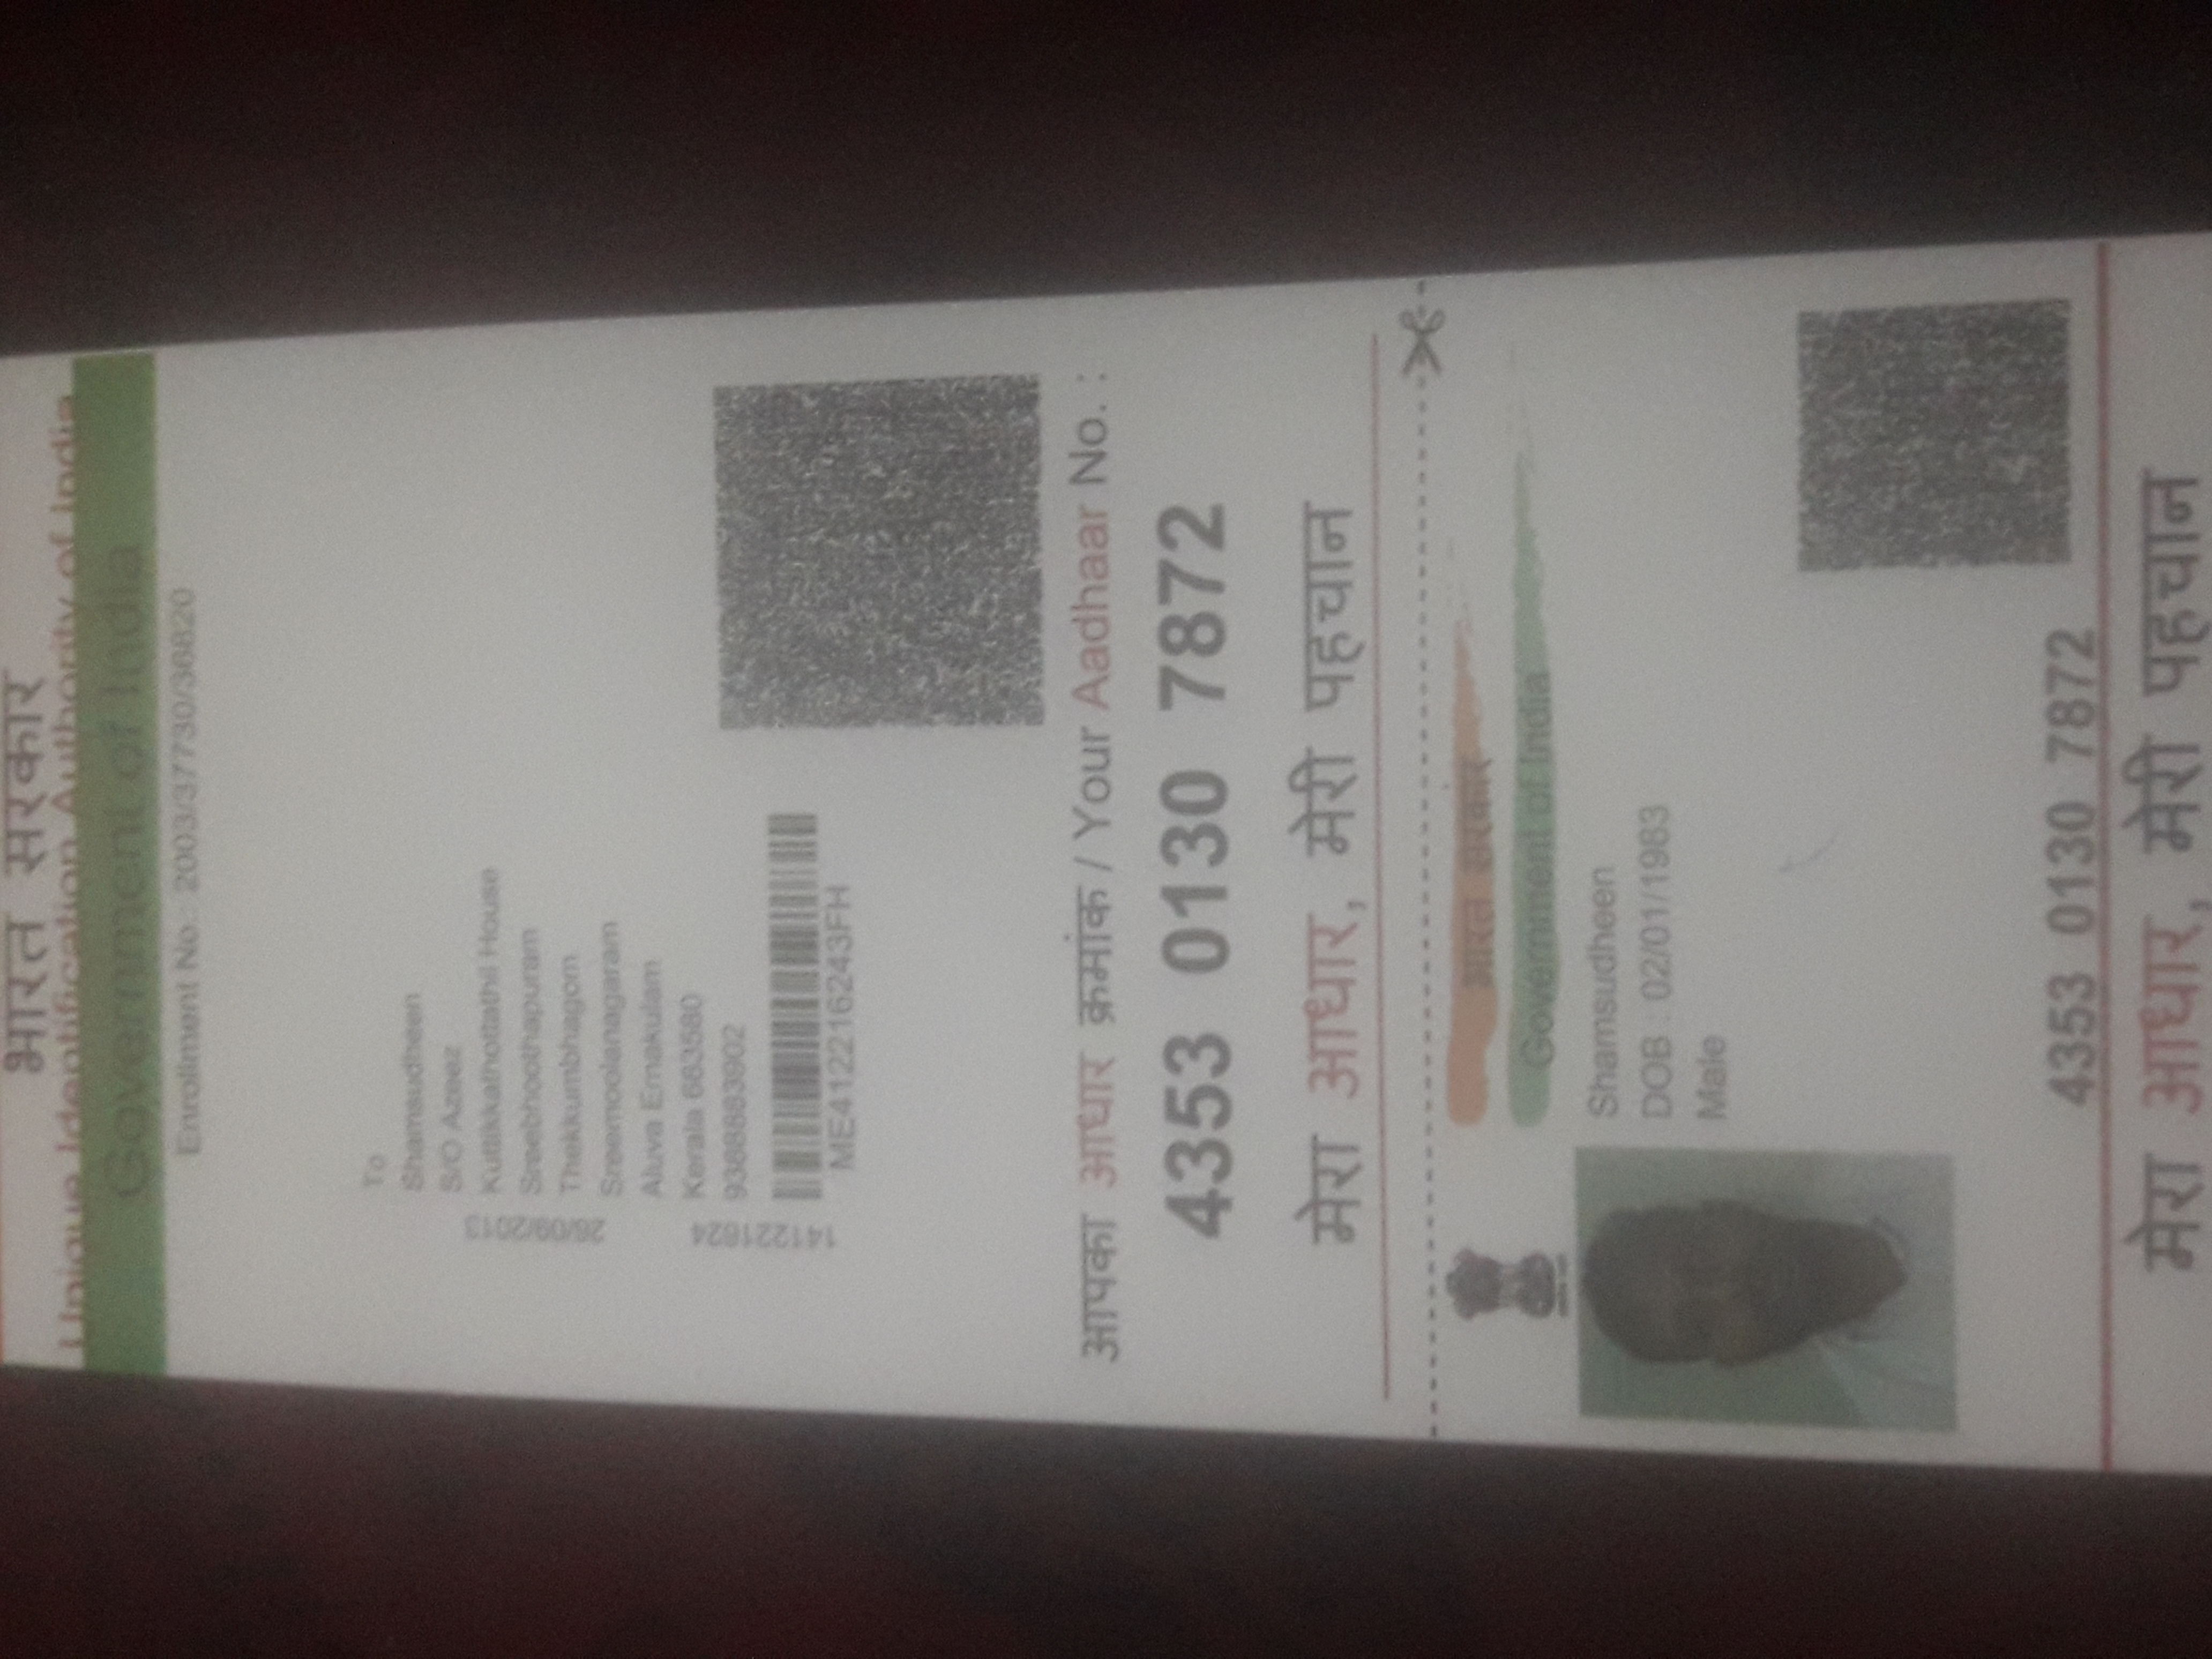 भारत सरकार
Unique Identification Authority of India
Government of India
Enrollment No.: 2003/37730/36820
To
Shamsudheen
S/O Azeez
Kuttikkathottathil House
Sreebhoothapuram
Thekkumbhagom
Sreemoolanagaram
Aluva Ernakulam
Kerala 683580
9388883902
26/09/2013
141221624
ME412216243FH
आपका आधार क्रमांक / Your Aadhaar No. :
4353 0130 7872
मेरा आधार, मेरी पहचान
भारत सरकार
Government of India
Shamsudheen
DOB : 02/01/1983
Male
4353 0130 7872
मेरा आधार, मेरी पहचान